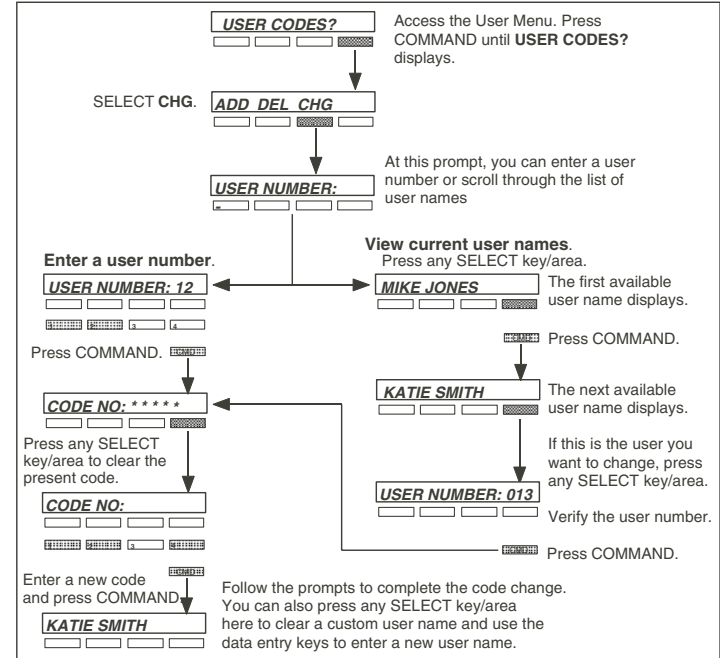 USER CODES?
Access the User Menu. Press
COMMAND until USER CODES?
displays.
SELECT CHG.
ADD DEL CHG
At this prompt, you can enter a user
number or scroll through the list of
user names
USER NUMBER:
-
Enter a user number.
USER NUMBER: 12
1 2 3 4
Press COMMAND. CMD
CODE NO: * * * * *
Press any SELECT
key/area to clear the
present code.
CODE NO:
3
Enter a new code
and press COMMAND
CMD
KATIE SMITH
View current user names.
Press any SELECT key/area.
MIKE JONES
The first available
user name displays.
CMD Press COMMAND.
KATIE SMITH
The next available
user name displays.
If this is the user you
want to change, press
any SELECT key/area.
USER NUMBER: 013
Verify the user number.
CMD Press COMMAND.
Follow the prompts to complete the code change.
You can also press any SELECT key/area
here to clear a custom user name and use the
data entry keys to enter a new user name.